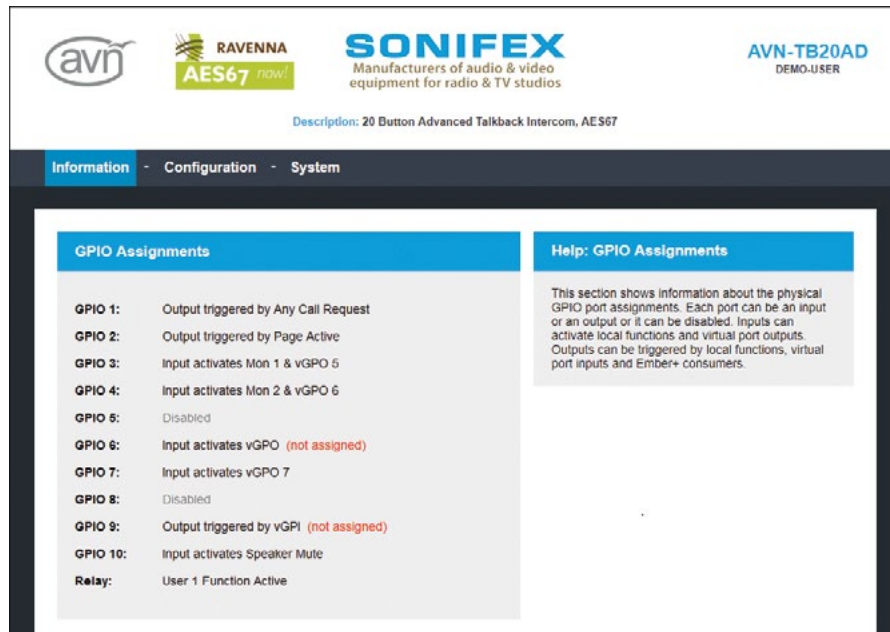 avn
RAVENNA
AES67 now!
SONIFEX
Manufacturers of audio & video
equipment for radio & TV studios
AVN-TB20AD
DEMO-USER
Description: 20 Button Advanced Talkback Intercom, AES67
Information - Configuration - System
GPIO Assignments
GPIO 1: Output triggered by Any Call Request
GPIO 2: Output triggered by Page Active
GPIO 3: Input activates Mon 1 & vGPO 5
GPIO 4: Input activates Mon 2 & vGPO 6
GPIO 5: Disabled
GPIO 6: Input activates vGPO (not assigned)
GPIO 7: Input activates vGPO 7
GPIO 8: Disabled
GPIO 9: Output triggered by vGPI (not assigned)
GPIO 10: Input activates Speaker Mute
Relay: User 1 Function Active
Help: GPIO Assignments
This section shows information about the physical
GPIO port assignments. Each port can be an input
or an output or it can be disabled. Inputs can
activate local functions and virtual port outputs.
Outputs can be triggered by local functions, virtual
port inputs and Ember+ consumers.